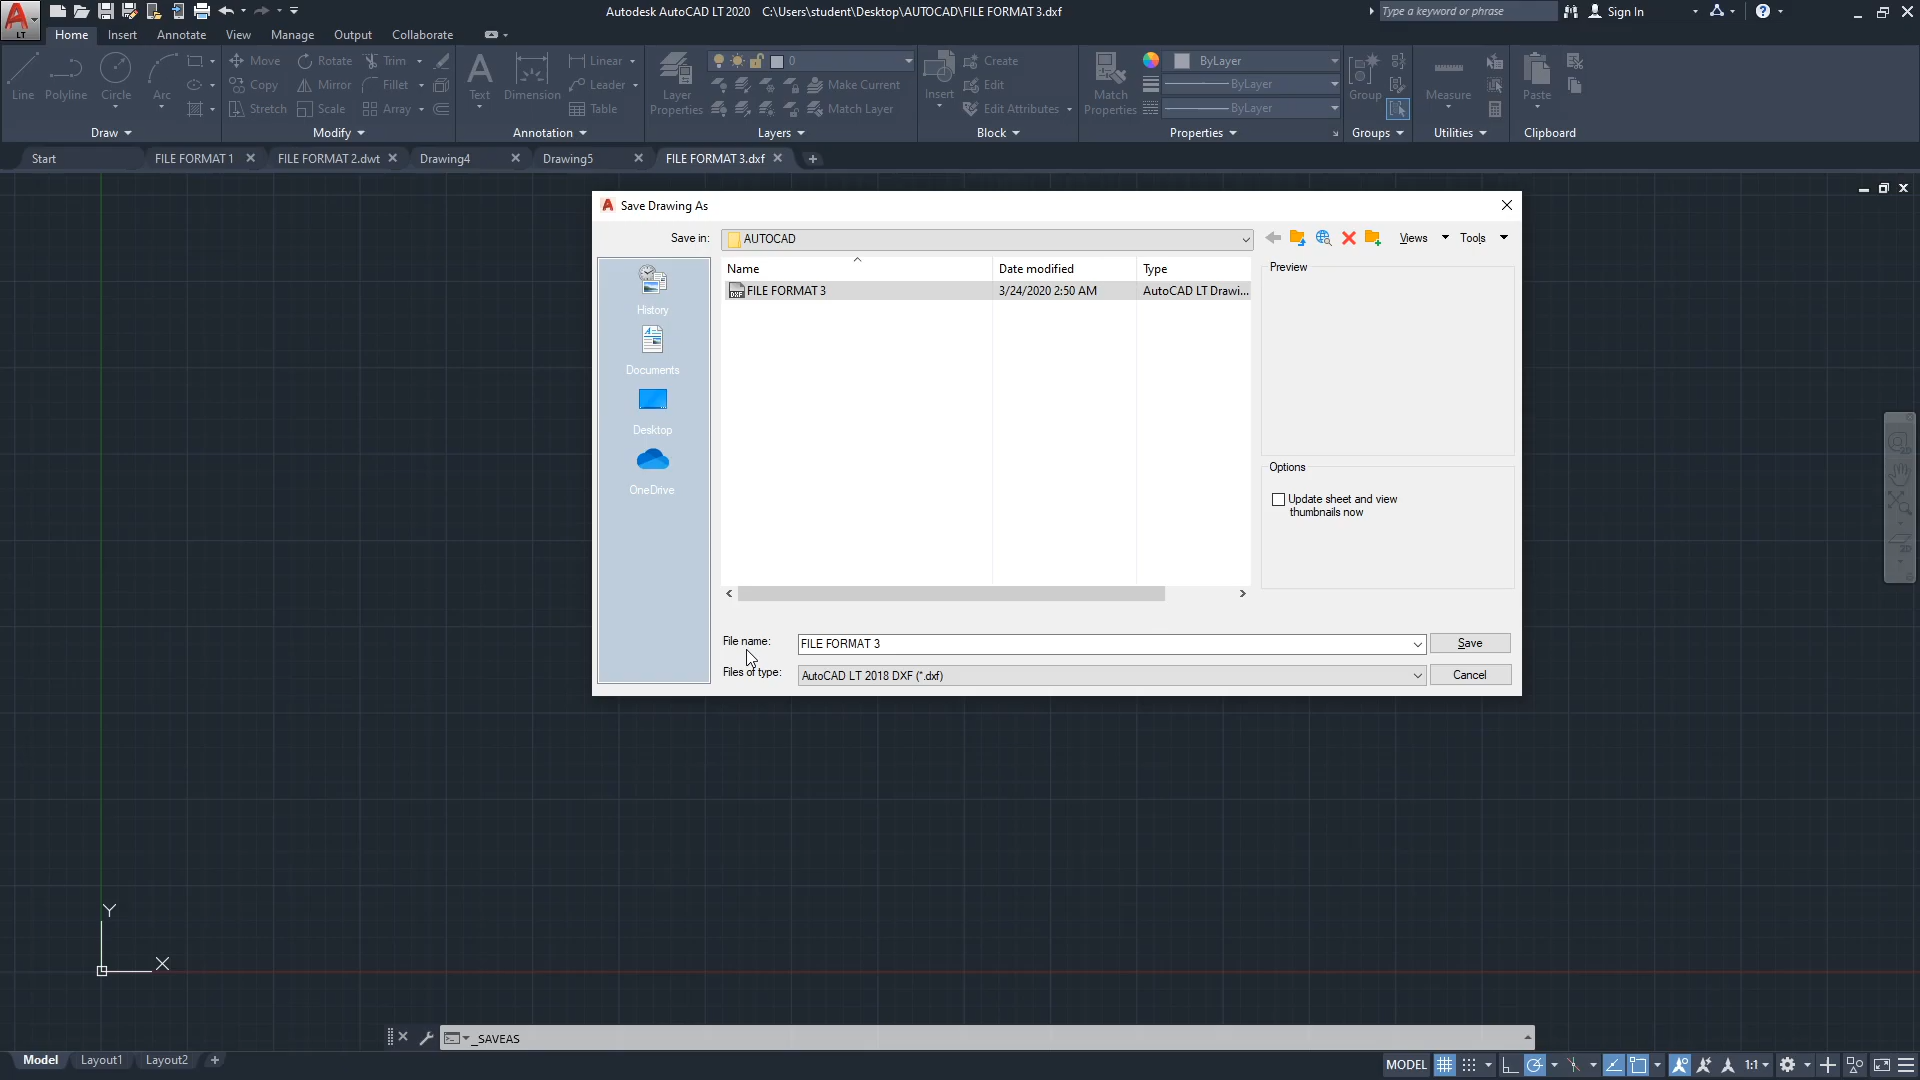 Autodesk AutoCAD LT 2020 C:\Users\student\Desktop\AUTOCAD\FILE FORMAT 3.dxf
Type a keyword or phrase
Sign In
LT
Home Insert Annotate View Manage Output Collaborate
Line Polyline Circle Arc
Move Rotate Trim
Copy Mirror Fillet
Stretch Scale Array
Text Dimension
Linear
Leader
Table
Layer Properties
0
Make Current
Match Layer
Insert
Create
Edit
Edit Attributes
Match Properties
ByLayer
ByLayer
ByLayer
Group
Measure
Paste
Draw Modify Annotation Layers Block Properties Groups Utilities Clipboard
Start FILE FORMAT 1 FILE FORMAT 2.dwt Drawing4 Drawing5 FILE FORMAT 3.dxf
Save Drawing As
Save in: AUTOCAD
Views Tools
Name Date modified Type
DXF FILE FORMAT 3 3/24/2020 2:50 AM AutoCAD LT Drawi...
History
Documents
Desktop
OneDrive
Preview
Options
Update sheet and view
thumbnails now
File name: FILE FORMAT 3 Save
Files of type: AutoCAD LT 2018 DXF (*.dxf) Cancel
2D
2D
Y
X
_SAVEAS
Model Layout1 Layout2
MODEL 1:1